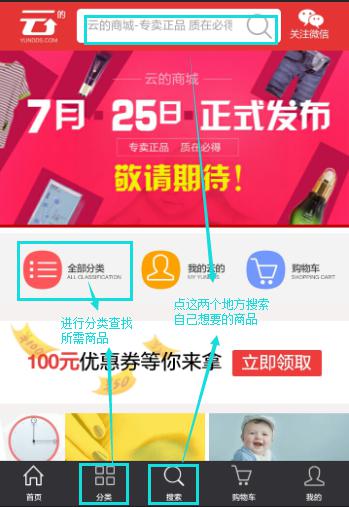 云的
YUNDDS.COM
云的商城-专卖正品 质在必得
关注微信
云的商城
7月·25日·正式发布
专卖正品 质在必得
敬请期待!
全部分类
ALL CLASSIFICATION
我的云的
MY YUNDDS
购物车
SHOPPING CART
点这两个地方搜索
自己想要的商品
进行分类查找
所需商品
100元优惠券等你来拿
立即领取
首页
分类
搜索
购物车
我的